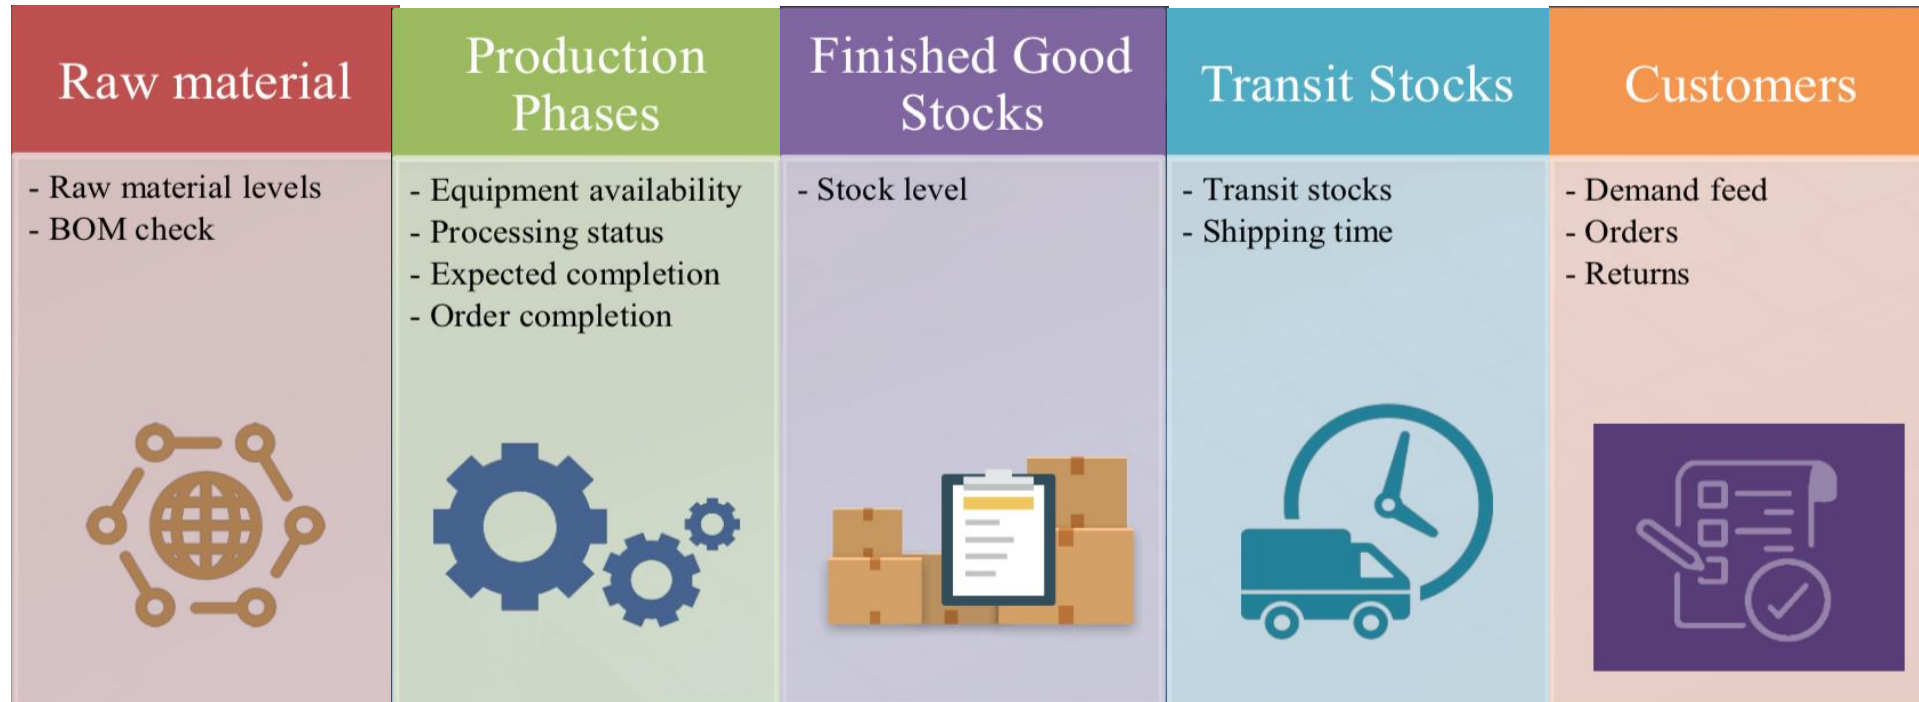 Raw material
- Raw material levels
- BOM check
Production
Phases
- Equipment availability
- Processing status
- Expected completion
- Order completion
Finished Good
Stocks
- Stock level
Transit Stocks
- Transit stocks
- Shipping time
Customers
- Demand feed
- Orders
- Returns